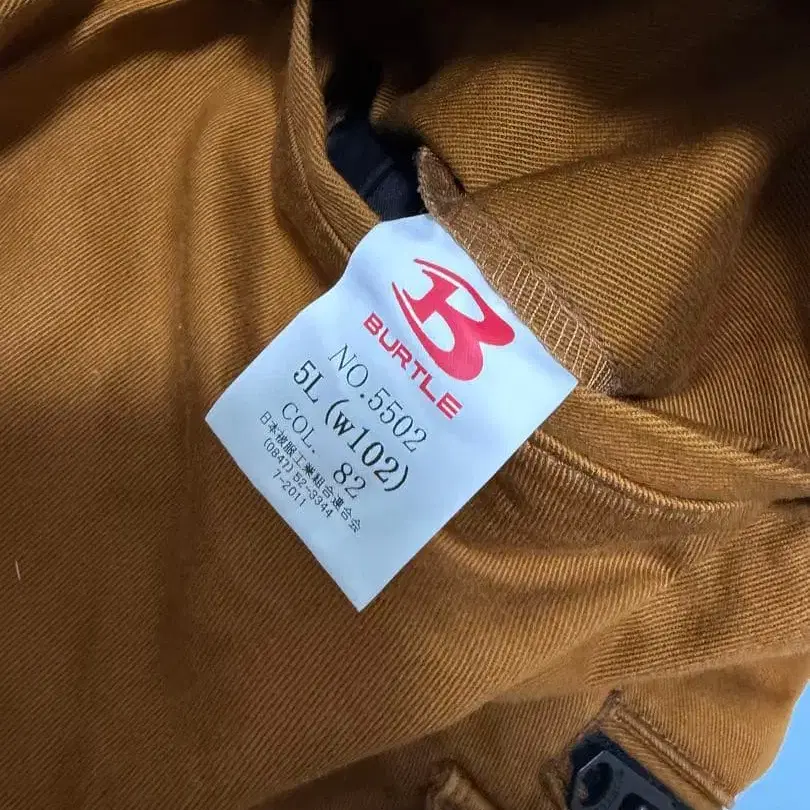 B
BURTLE
NO.5502
5L (w102)
COL. 82
日本被服工業組合連合会
(0847)52-3344
7-2011